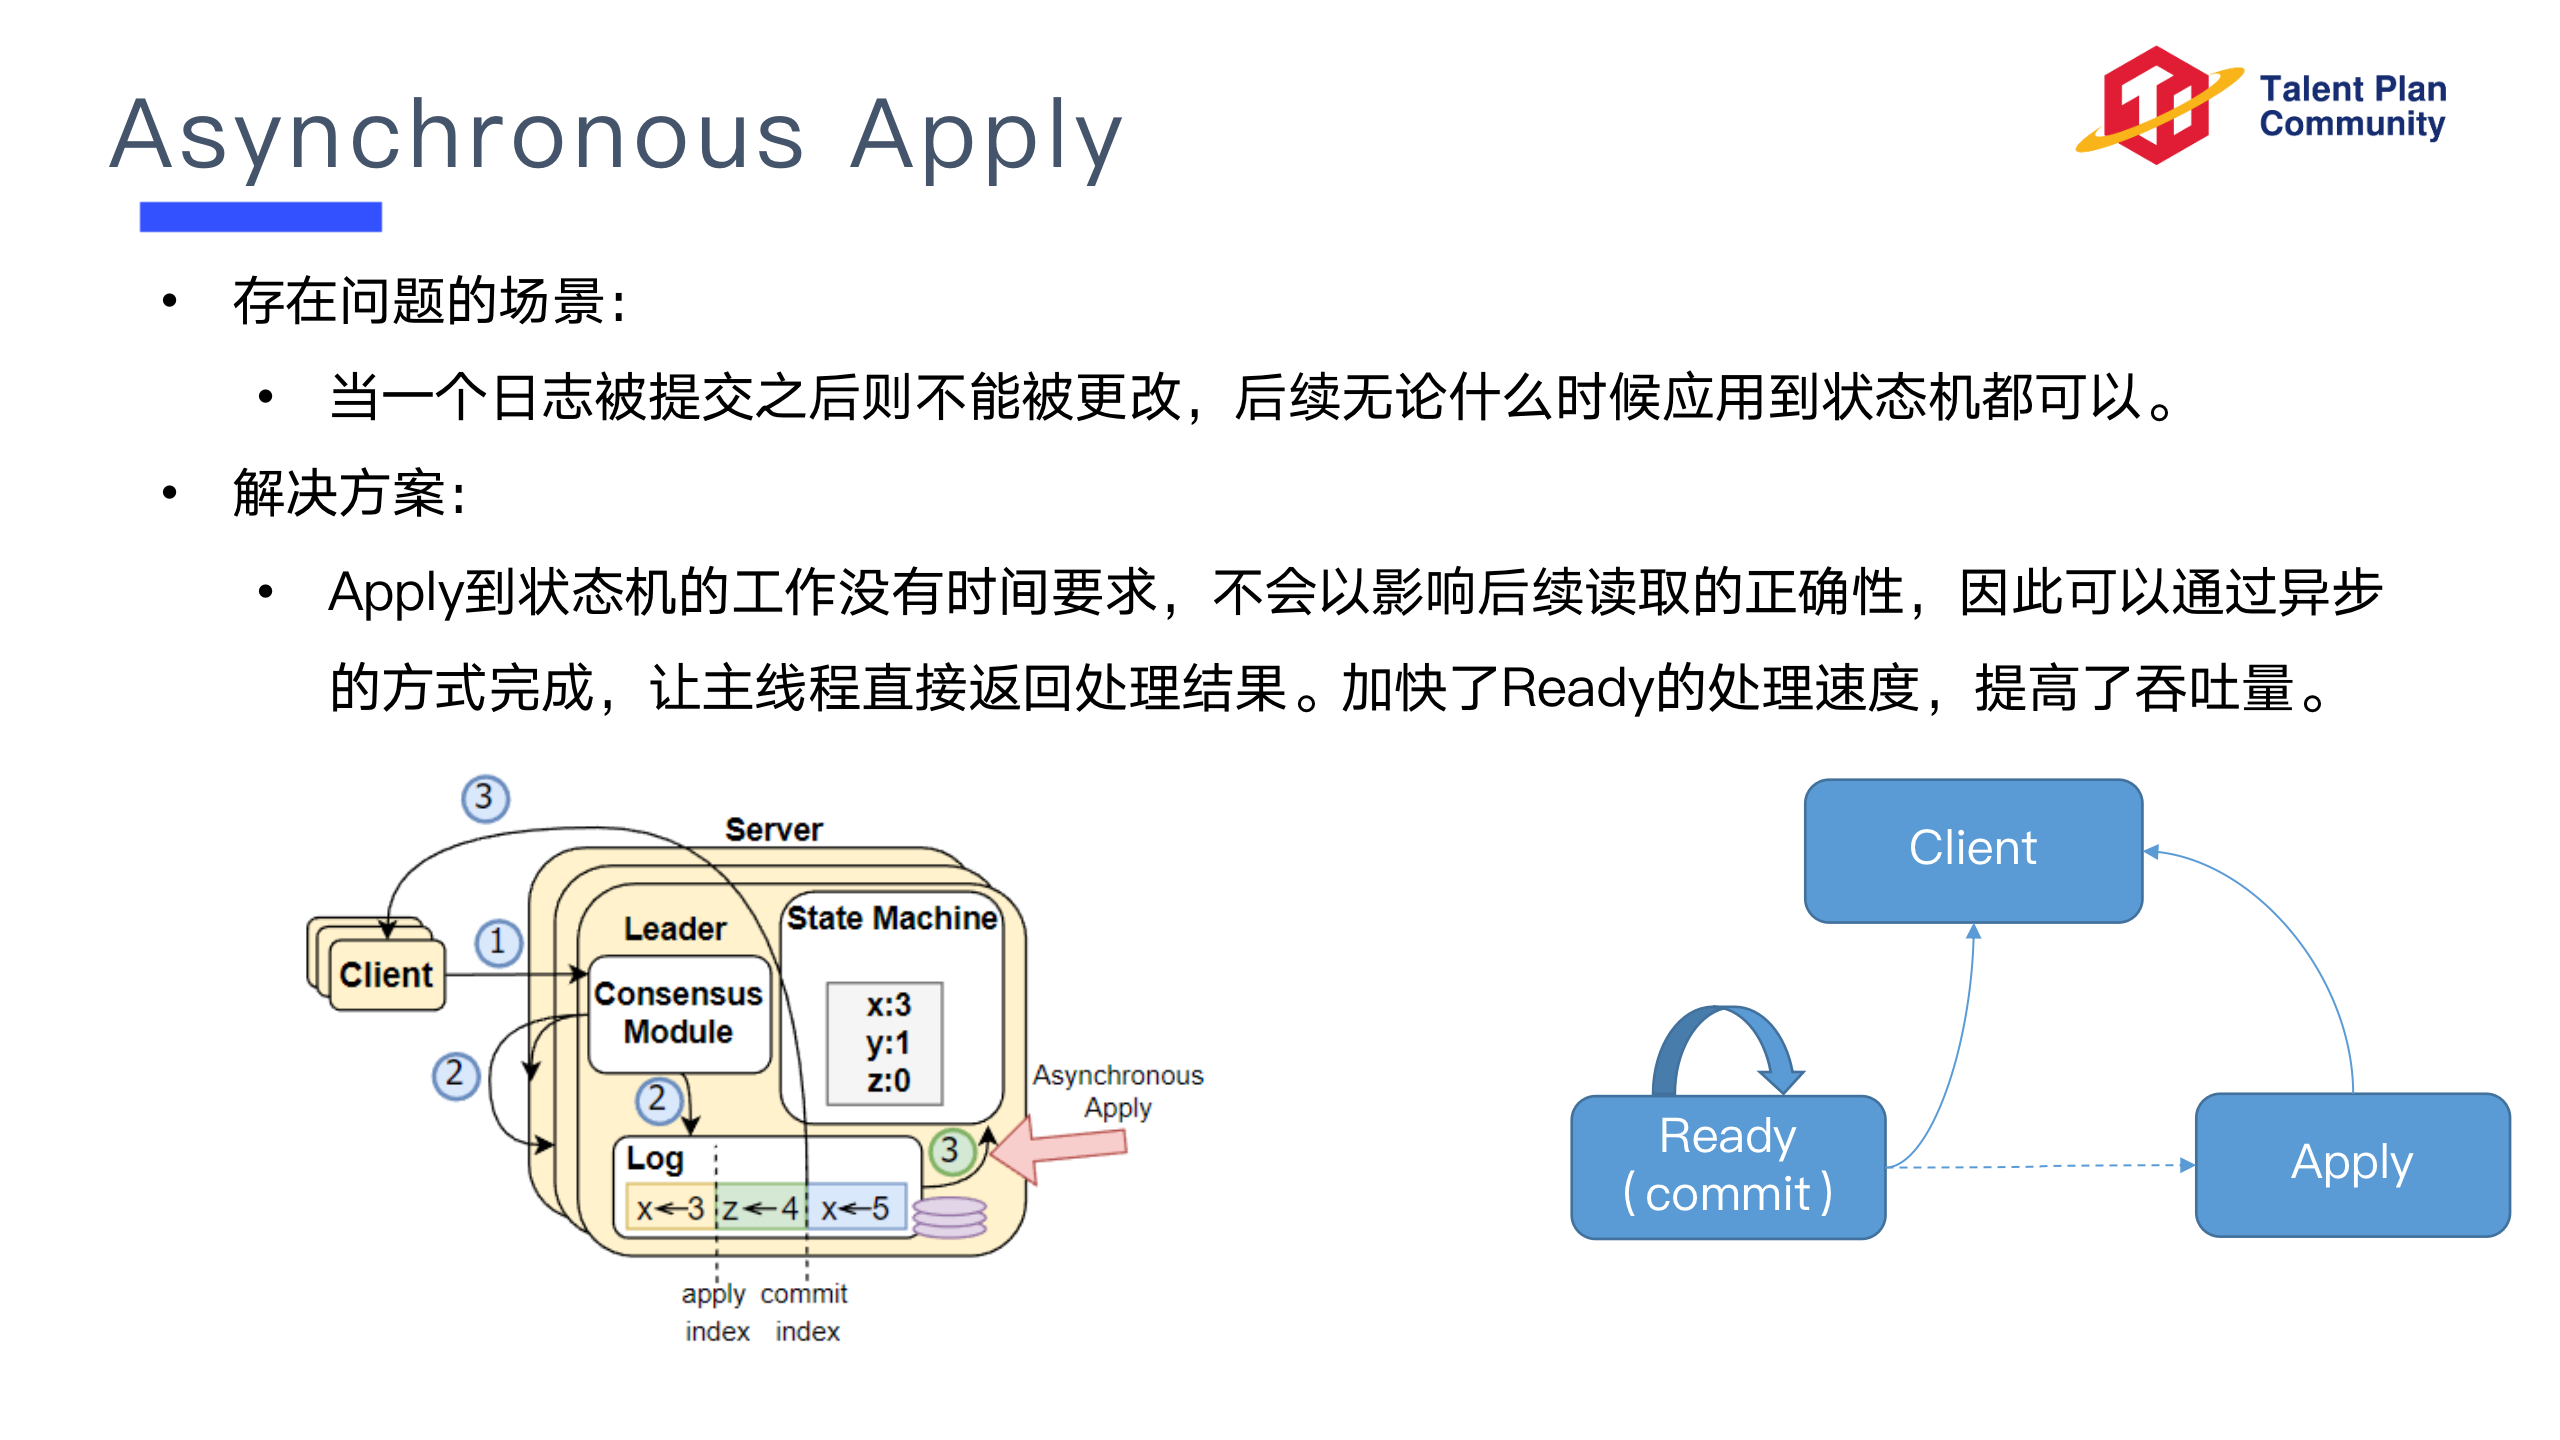 Asynchronous Apply
Talent Plan
Community
• 存在问题的场景：
• 当一个日志被提交之后则不能被更改，后续无论什么时候应用到状态机都可以。
• 解决方案：
• Apply到状态机的工作没有时间要求，不会以影响后续读取的正确性，因此可以通过异步
的方式完成，让主线程直接返回处理结果。加快了Ready的处理速度，提高了吞吐量。
3
Server
Leader
State Machine
1
Client
Consensus
Module
x:3
y:1
z:0
2
2
Asynchronous
Apply
3
Log
x←3 z←4 x←5
apply commit
index index
Client
Ready
(commit)
Apply